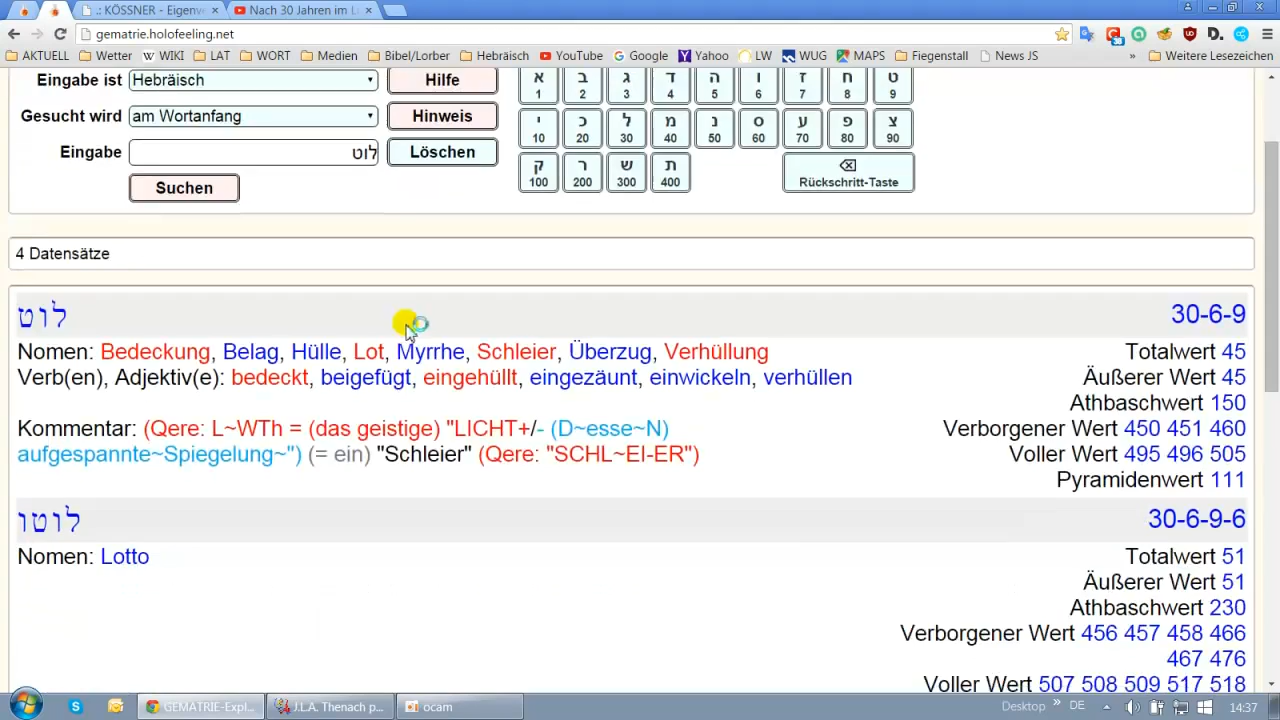 .: KÖSSNER - Eigenw
Nach 30 Jahren im L
gematrie.holofeeling.net
AKTUELL Wetter WIKI LAT WORT Medien Bibel/Lorber Hebräisch YouTube Google Yahoo LW WUG MAPS Fiegenstall News JS » Weitere Lesezeichen
Eingabe ist Hebräisch Hilfe
Gesucht wird am Wortanfang Hinweis
Eingabe לוט Löschen
Suchen
א ב ג ד ה ו ז ח ט
1 2 3 4 5 6 7 8 9
י כ ל מ נ ס ע פ צ
10 20 30 40 50 60 70 80 90
ק ר ש ת
100 200 300 400 Rückschritt-Taste
4 Datensätze
לוט 30-6-9
Nomen: Bedeckung, Belag, Hülle, Lot, Myrrhe, Schleier, Überzug, Verhüllung Totalwert 45
Verb(en), Adjektiv(e): bedeckt, beigefügt, eingehüllt, eingezäunt, einwickeln, verhüllen Äußerer Wert 45
Athbaschwert 150
Kommentar: (Qere: L~WTh = (das geistige) "LICHT+/- (D~esse~N) Verborgener Wert 450 451 460
aufgespannte~Spiegelung~") (= ein) "Schleier" (Qere: "SCHL~EI-ER") Voller Wert 495 496 505
Pyramidenwert 111
לוטו 30-6-9-6
Nomen: Lotto Totalwert 51
Äußerer Wert 51
Athbaschwert 230
Verborgener Wert 456 457 458 466
467 476
Voller Wert 507 508 509 517 518
GEMATRIE-Expl... J.L.A. Thenach p... ocam Desktop » DE 14:37